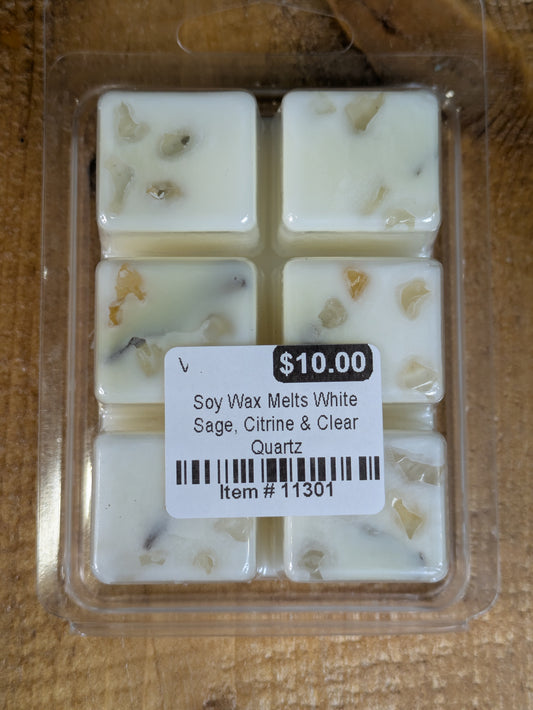 V
$10.00
Soy Wax Melts White
Sage, Citrine & Clear
Quartz
Item # 11301